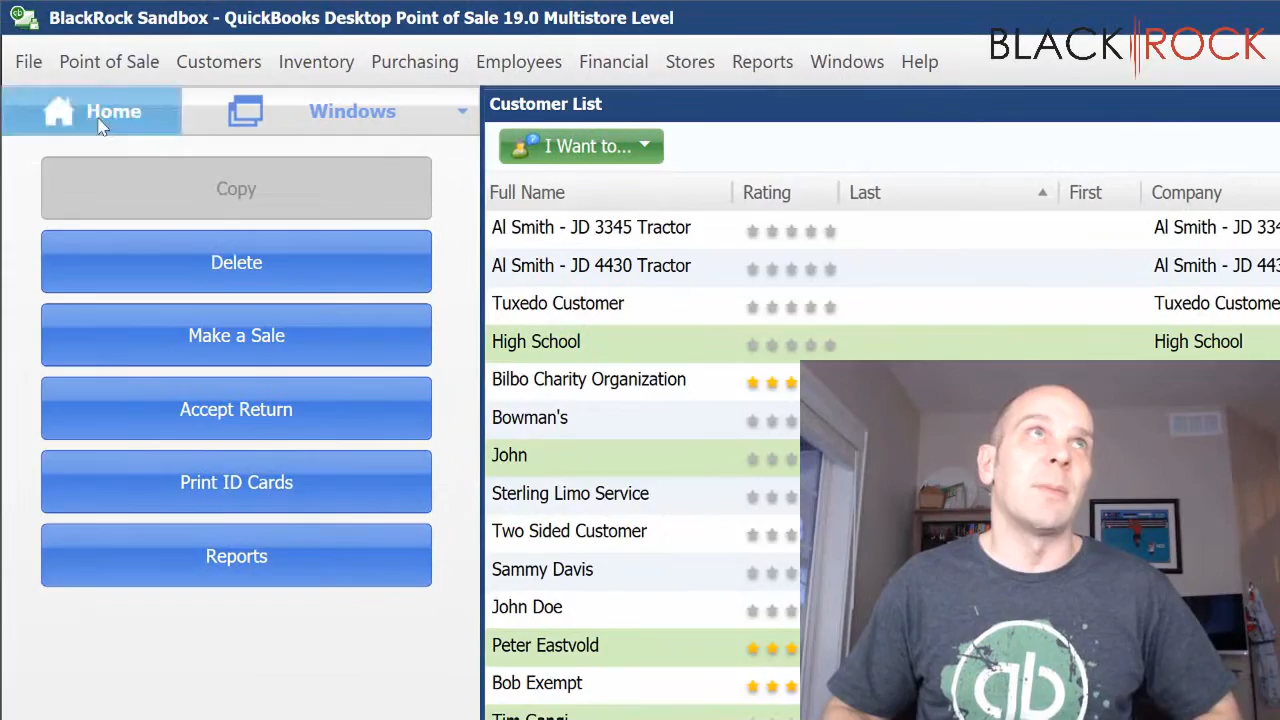 BlackRock Sandbox - QuickBooks Desktop Point of Sale 19.0 Multistore Level
BLACK ROCK
File Point of Sale Customers Inventory Purchasing Employees Financial Stores Reports Windows Help
Home Windows
Copy
Delete
Make a Sale
Accept Return
Print ID Cards
Reports
Customer List
I Want to...
Full Name Rating Last First Company
Al Smith - JD 3345 Tractor Al Smith - JD 334
Al Smith - JD 4430 Tractor Al Smith - JD 443
Tuxedo Customer Tuxedo Custome
High School High School
Bilbo Charity Organization
Bowman's
John
Sterling Limo Service
Two Sided Customer
Sammy Davis
John Doe
Peter Eastvold
Bob Exempt
qb